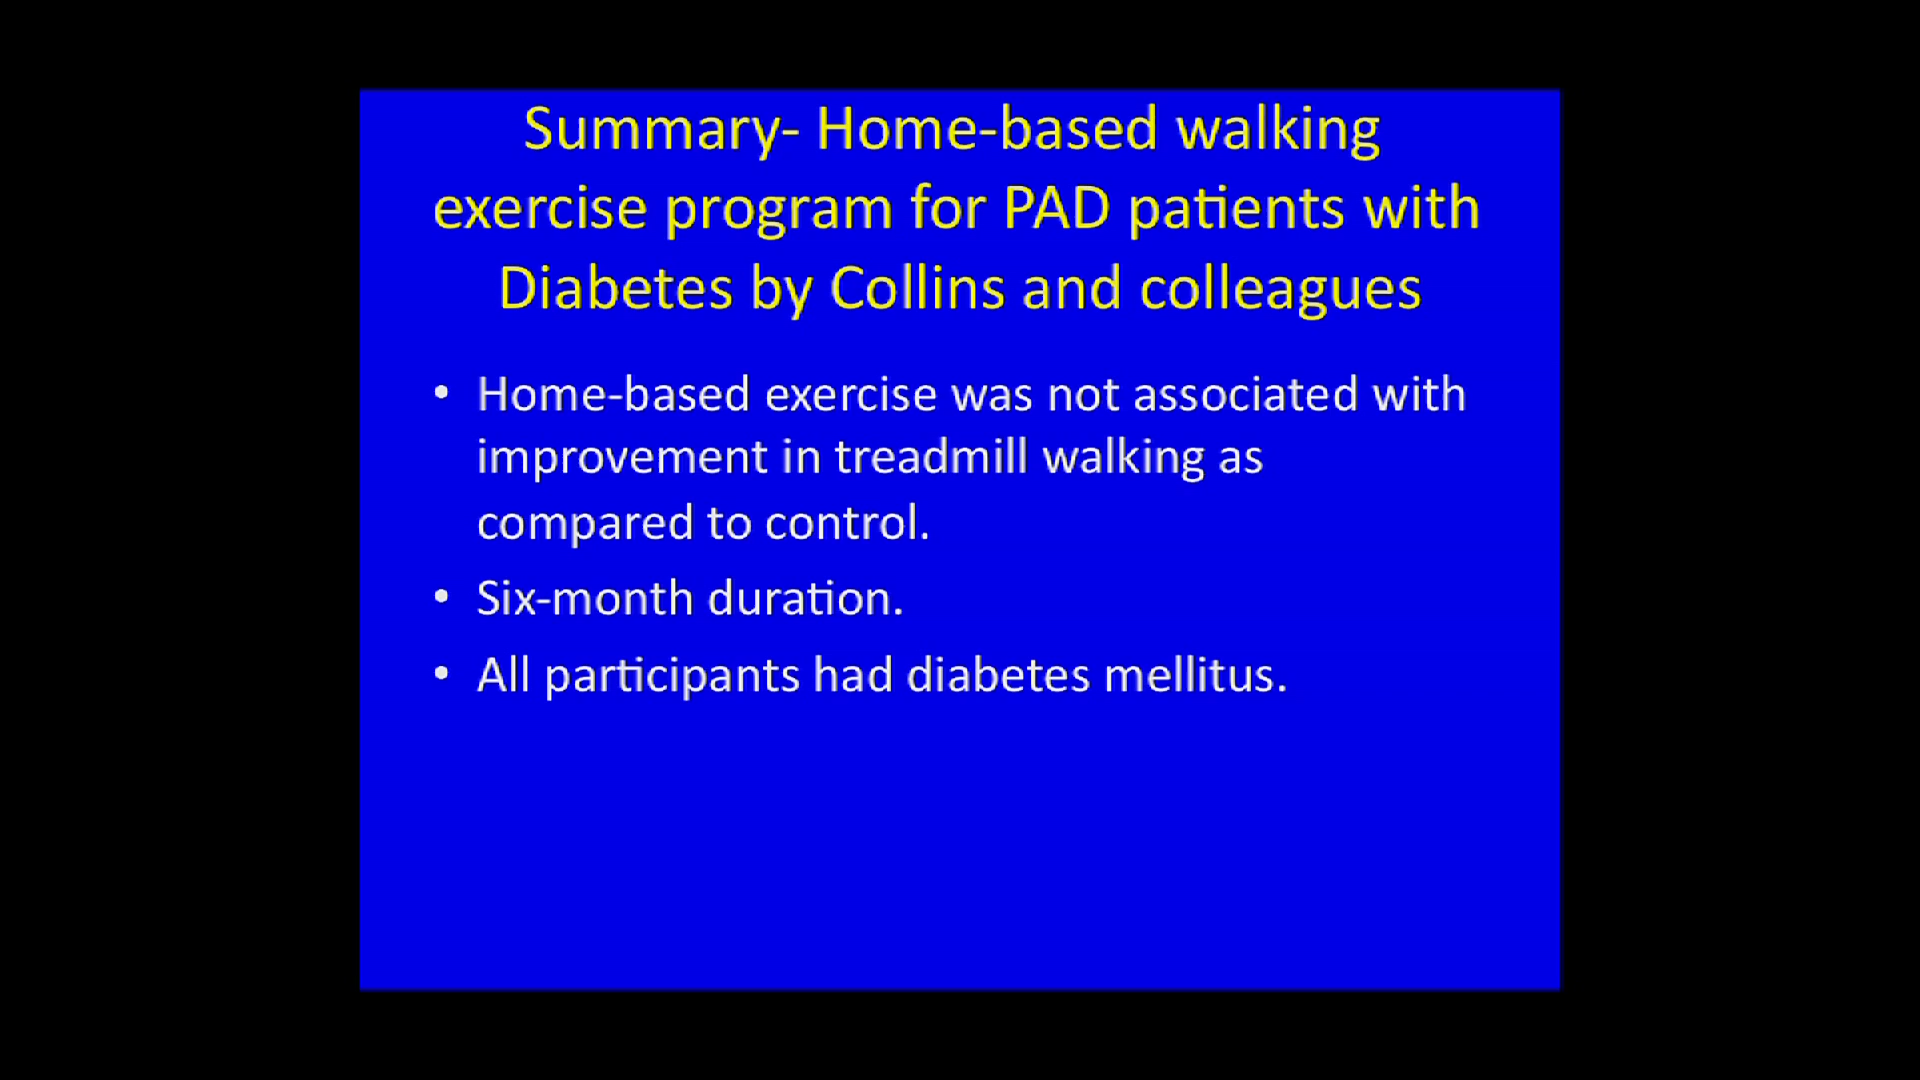 Summary- Home-based walking
exercise program for PAD patients with
Diabetes by Collins and colleagues
• Home-based exercise was not associated with
improvement in treadmill walking as
compared to control.
• Six-month duration.
• All participants had diabetes mellitus.